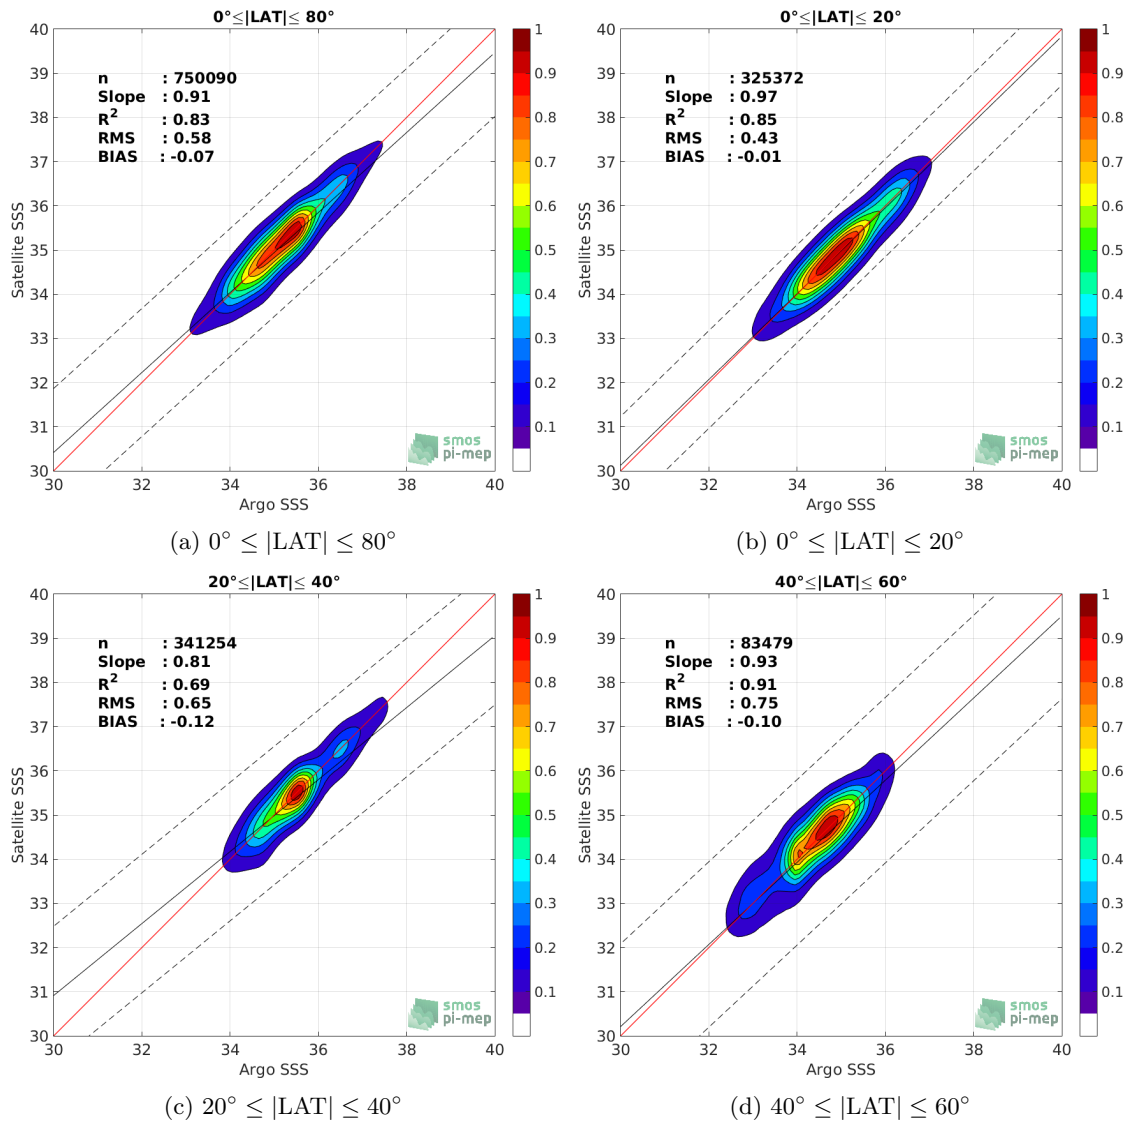 0°≤|LAT|≤ 80°
n : 750090
Slope : 0.91
R2 : 0.83
RMS : 0.58
BIAS : -0.07
40
39
38
37
36
35
34
33
32
31
30
30 32 34 36 38 40
Satellite SSS
Argo SSS
1
0.9
0.8
0.7
0.6
0.5
0.4
0.3
0.2
0.1
smos
pi-mep
(a) 0° ≤ |LAT| ≤ 80°
0°≤|LAT|≤ 20°
n : 325372
Slope : 0.97
R2 : 0.85
RMS : 0.43
BIAS : -0.01
40
39
38
37
36
35
34
33
32
31
30
30 32 34 36 38 40
Satellite SSS
Argo SSS
1
0.9
0.8
0.7
0.6
0.5
0.4
0.3
0.2
0.1
smos
pi-mep
(b) 0° ≤ |LAT| ≤ 20°
20°≤|LAT|≤ 40°
n : 341254
Slope : 0.81
R2 : 0.69
RMS : 0.65
BIAS : -0.12
40
39
38
37
36
35
34
33
32
31
30
30 32 34 36 38 40
Satellite SSS
Argo SSS
1
0.9
0.8
0.7
0.6
0.5
0.4
0.3
0.2
0.1
smos
pi-mep
(c) 20° ≤ |LAT| ≤ 40°
40°≤|LAT|≤ 60°
n : 83479
Slope : 0.93
R2 : 0.91
RMS : 0.75
BIAS : -0.10
40
39
38
37
36
35
34
33
32
31
30
30 32 34 36 38 40
Satellite SSS
Argo SSS
1
0.9
0.8
0.7
0.6
0.5
0.4
0.3
0.2
0.1
smos
pi-mep
(d) 40° ≤ |LAT| ≤ 60°